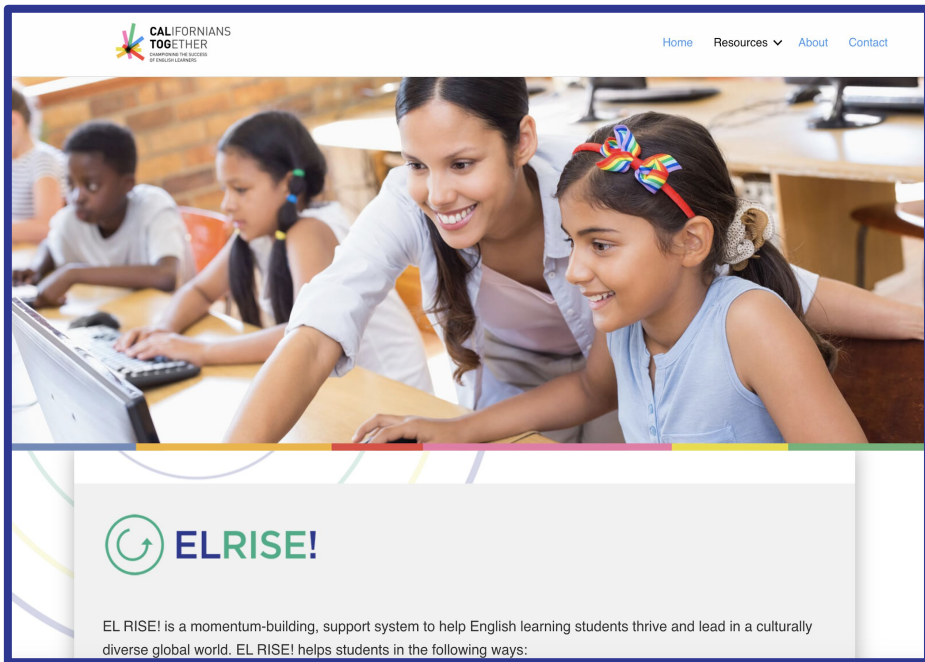 CALIFORNIANS
TOGETHER
CHAMPIONING THE SUCCESS
OF ENGLISH LEARNERS
Home Resources About Contact
ELRISE!
EL RISE! is a momentum-building, support system to help English learning students thrive and lead in a culturally
diverse global world. EL RISE! helps students in the following ways: